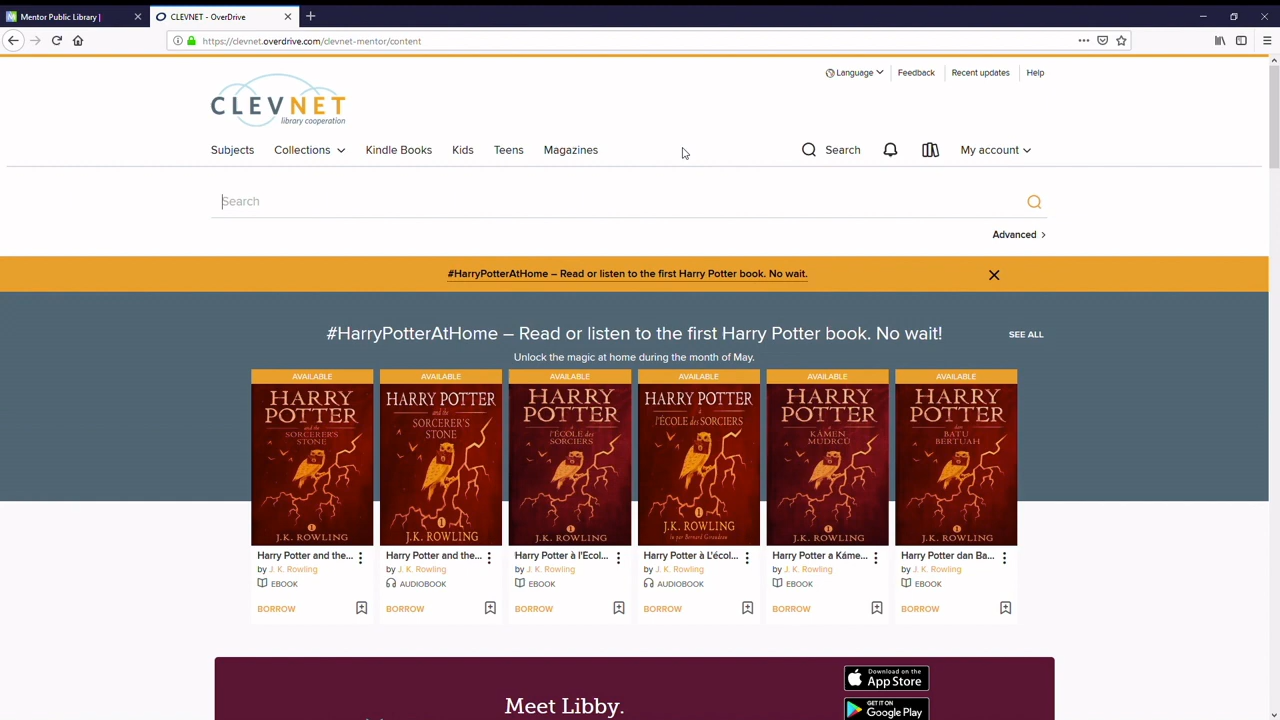 Mentor Public Library |
CLEVNET - OverDrive
https://clevnet.overdrive.com/clevnet-mentor/content
Language
Feedback
Recent updates
Help
CLEVNET
library cooperation
Subjects
Collections
Kindle Books
Kids
Teens
Magazines
Search
My account
Search
Advanced
#HarryPotterAtHome – Read or listen to the first Harry Potter book. No wait.
#HarryPotterAtHome – Read or listen to the first Harry Potter book. No wait!
SEE ALL
Unlock the magic at home during the month of May.
AVAILABLE
HARRY
POTTER
and the
SORCERER'S
STONE
J.K. ROWLING
Harry Potter and the...
by J. K. Rowling
EBOOK
BORROW
AVAILABLE
HARRY POTTER
and the
SORCERER'S
STONE
J.K. ROWLING
Harry Potter and the...
by J. K. Rowling
AUDIOBOOK
BORROW
AVAILABLE
HARRY
POTTER
à
l'ÉCOLE des
SORCIERS
J.K. ROWLING
Harry Potter à l'Ecol...
by J. K. Rowling
EBOOK
BORROW
AVAILABLE
HARRY POTTER
à
l'ÉCOLE des
SORCIERS
J.K. ROWLING
lu par Bernard Giraudeau
Harry Potter à L'écol...
by J. K. Rowling
AUDIOBOOK
BORROW
AVAILABLE
HARRY
POTTER
a
KÁMEN
MUDRCŮ
J.K. ROWLING
Harry Potter a Káme...
by J. K. Rowling
EBOOK
BORROW
AVAILABLE
HARRY
POTTER
dan
BATU
BERTUAH
J.K. ROWLING
Harry Potter dan Ba...
by J. K. Rowling
EBOOK
BORROW
Meet Libby.
Download on the
App Store
GET IT ON
Google Play